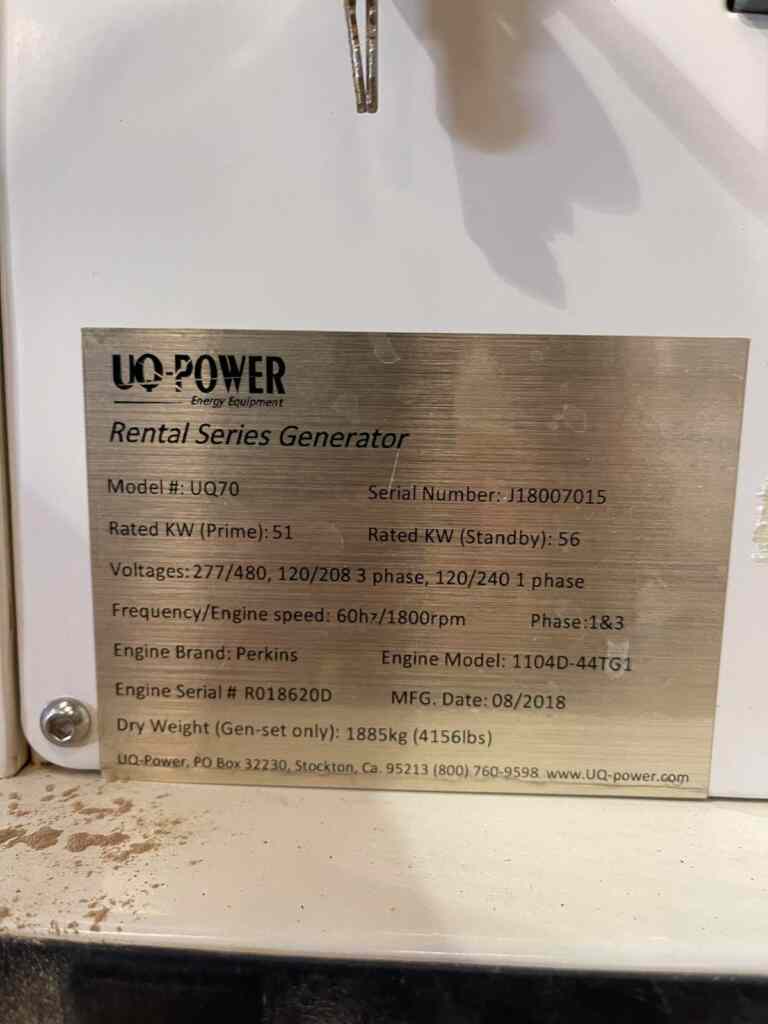 UQ-POWER
Energy Equipment
Rental Series Generator
Model #: UQ70 Serial Number: J18007015
Rated KW (Prime): 51 Rated KW (Standby): 56
Voltages: 277/480, 120/208 3 phase, 120/240 1 phase
Frequency/Engine speed: 60hz/1800rpm Phase:1&3
Engine Brand: Perkins Engine Model: 1104D-44TG1
Engine Serial # R018620D MFG. Date: 08/2018
Dry Weight (Gen-set only): 1885kg (4156lbs)
UQ-Power, PO Box 32230, Stockton, Ca. 95213 (800) 760-9598 www.UQ-power.com